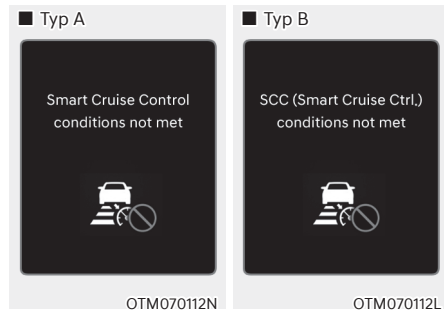 ■ Typ A
Smart Cruise Control
conditions not met
OTM070112N
■ Typ B
SCC (Smart Cruise Ctrl.)
conditions not met
OTM070112L